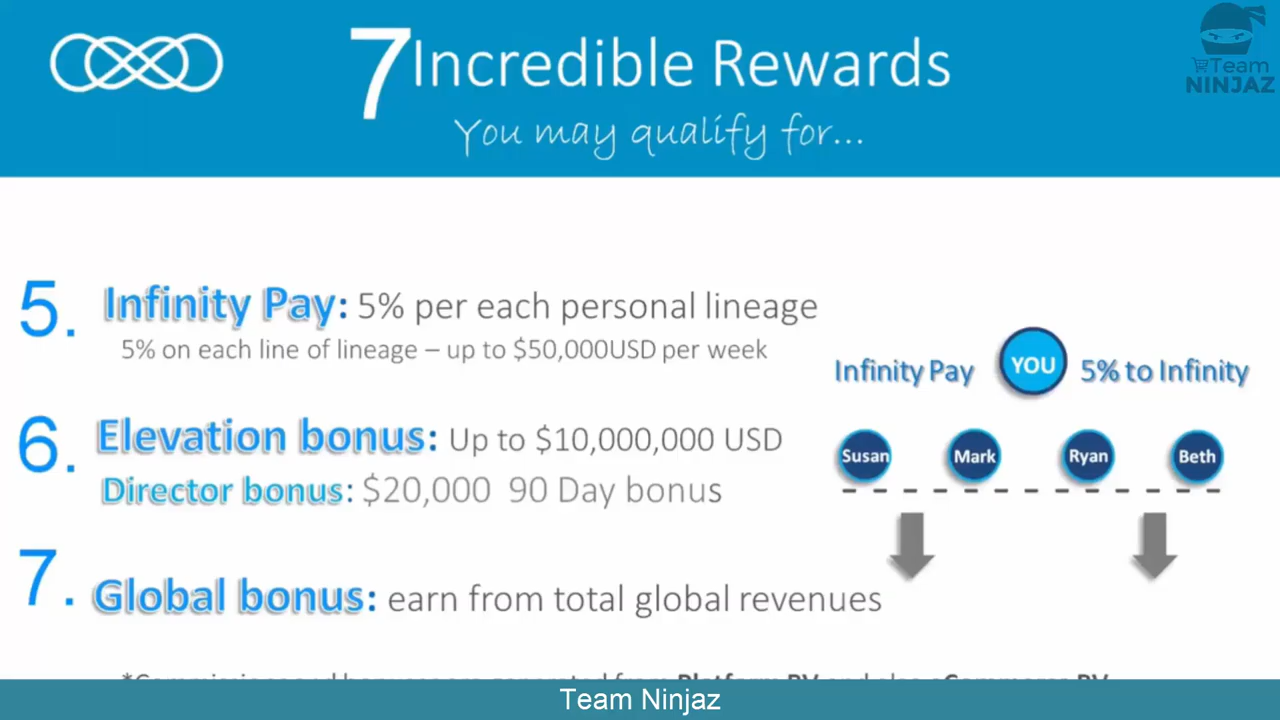 7 Incredible Rewards
You may qualify for...
Team
NINJAZ
5. Infinity Pay: 5% per each personal lineage
5% on each line of lineage – up to $50,000USD per week
6. Elevation bonus: Up to $10,000,000 USD
Director bonus: $20,000 90 Day bonus
7. Global bonus: earn from total global revenues
Infinity Pay YOU 5% to Infinity
Susan Mark Ryan Beth
Team Ninjaz